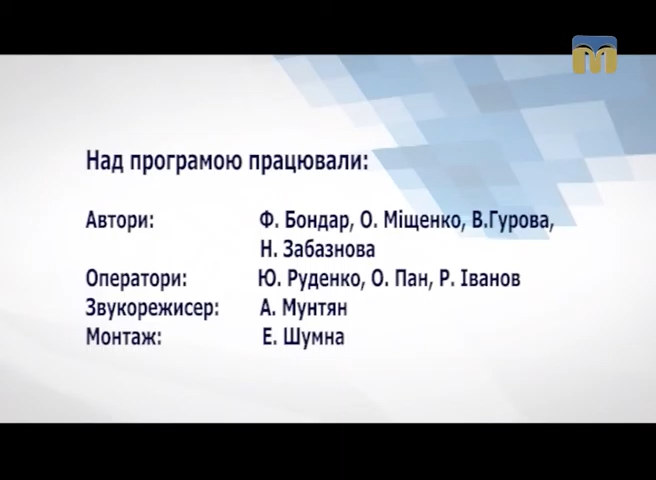 Над програмою працювали:
Автори: Ф. Бондар, О. Міщенко, В.Гурова,
Н. Забазнова
Оператори: Ю. Руденко, О. Пан, Р. Іванов
Звукорежисер: А. Мунтян
Монтаж: Е. Шумна